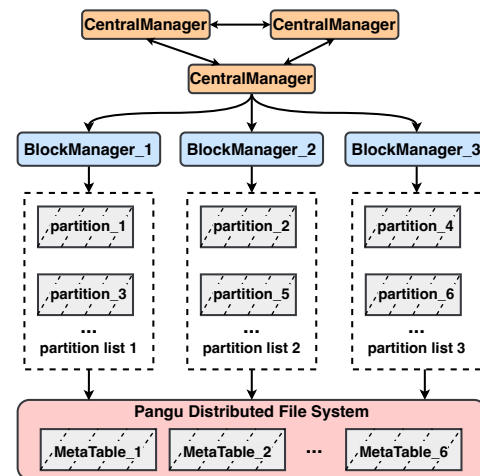 CentralManager CentralManager
CentralManager
BlockManager_1 BlockManager_2 BlockManager_3
partition_1 partition_2 partition_4
partition_3 partition_5 partition_6
... ... ...
partition list 1 partition list 2 partition list 3
Pangu Distributed File System
MetaTable_1 MetaTable_2 ... MetaTable_6